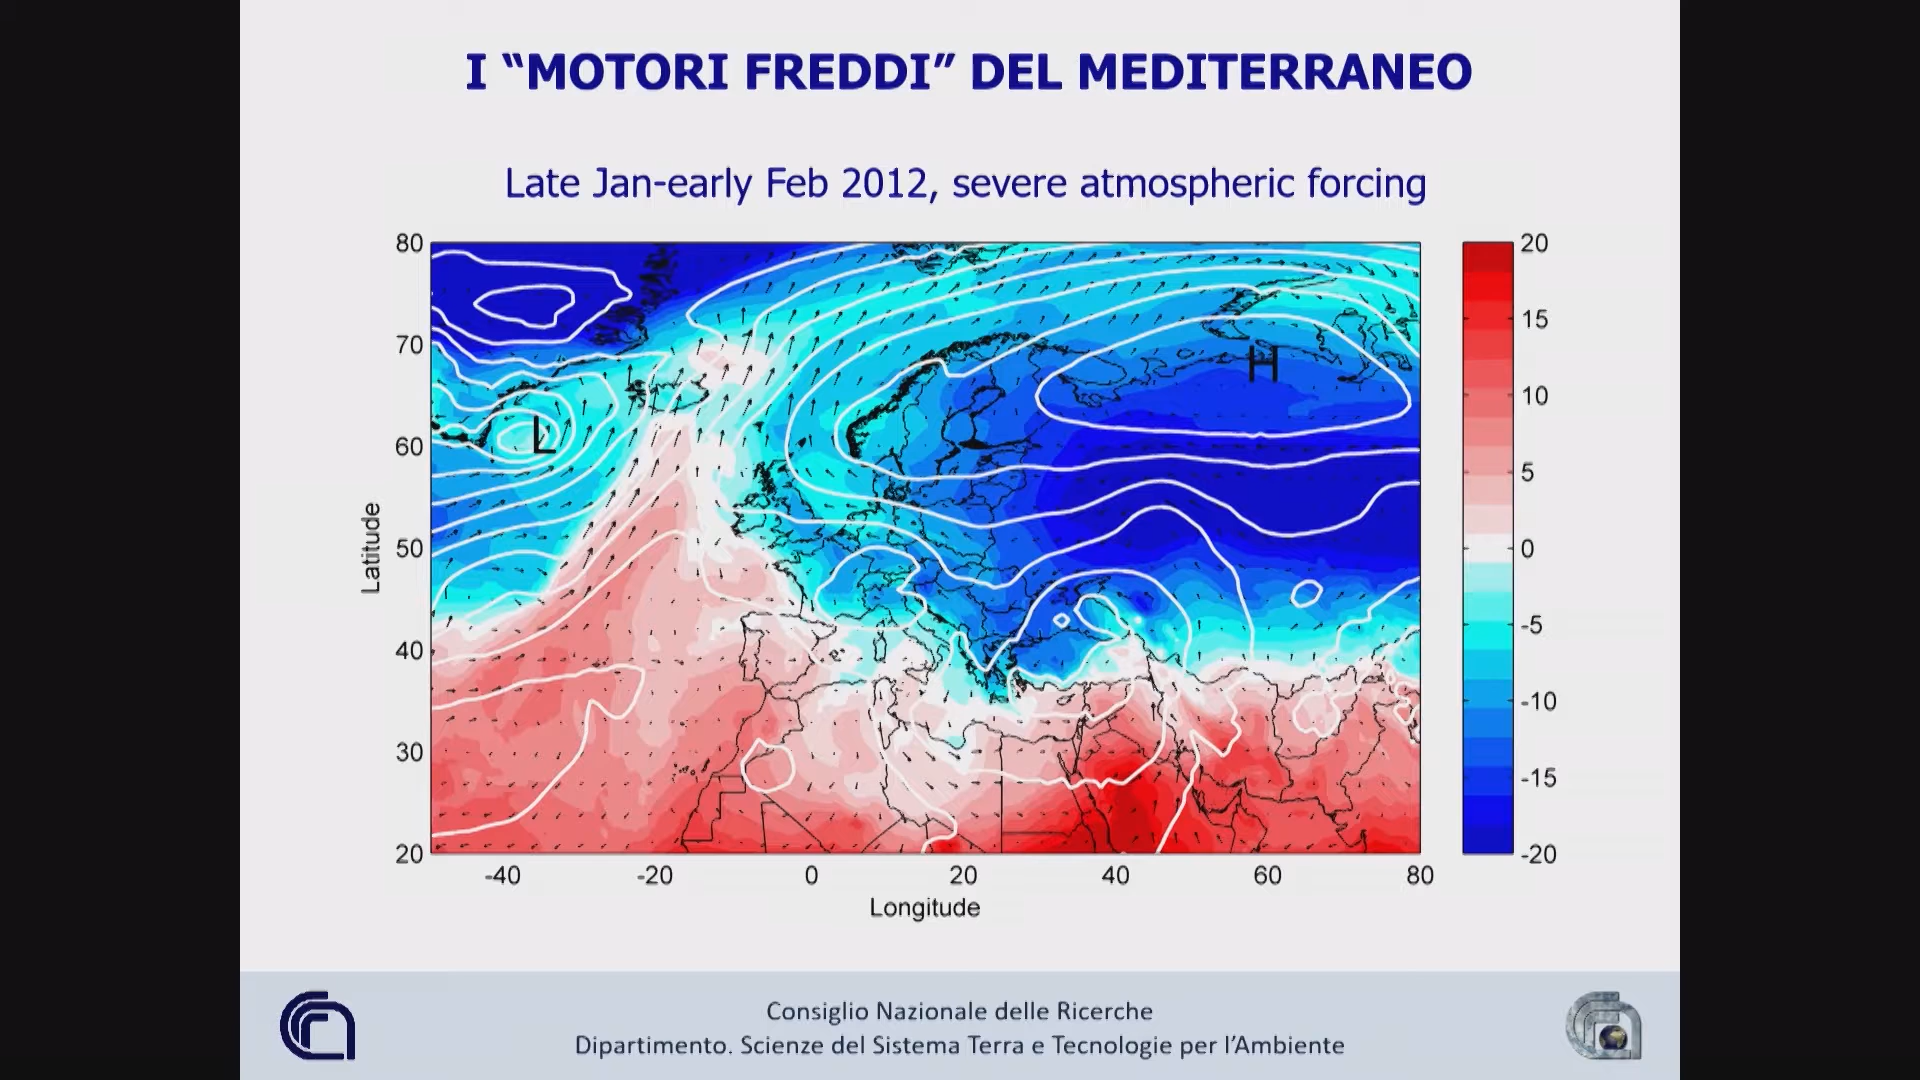 I “MOTORI FREDDI” DEL MEDITERRANEO
Late Jan-early Feb 2012, severe atmospheric forcing
80
70
60
50
40
30
20
Latitude
-40
-20
0
20
40
60
80
Longitude
L
H
20
15
10
5
0
-5
-10
-15
-20
Consiglio Nazionale delle Ricerche
Dipartimento. Scienze del Sistema Terra e Tecnologie per l’Ambiente